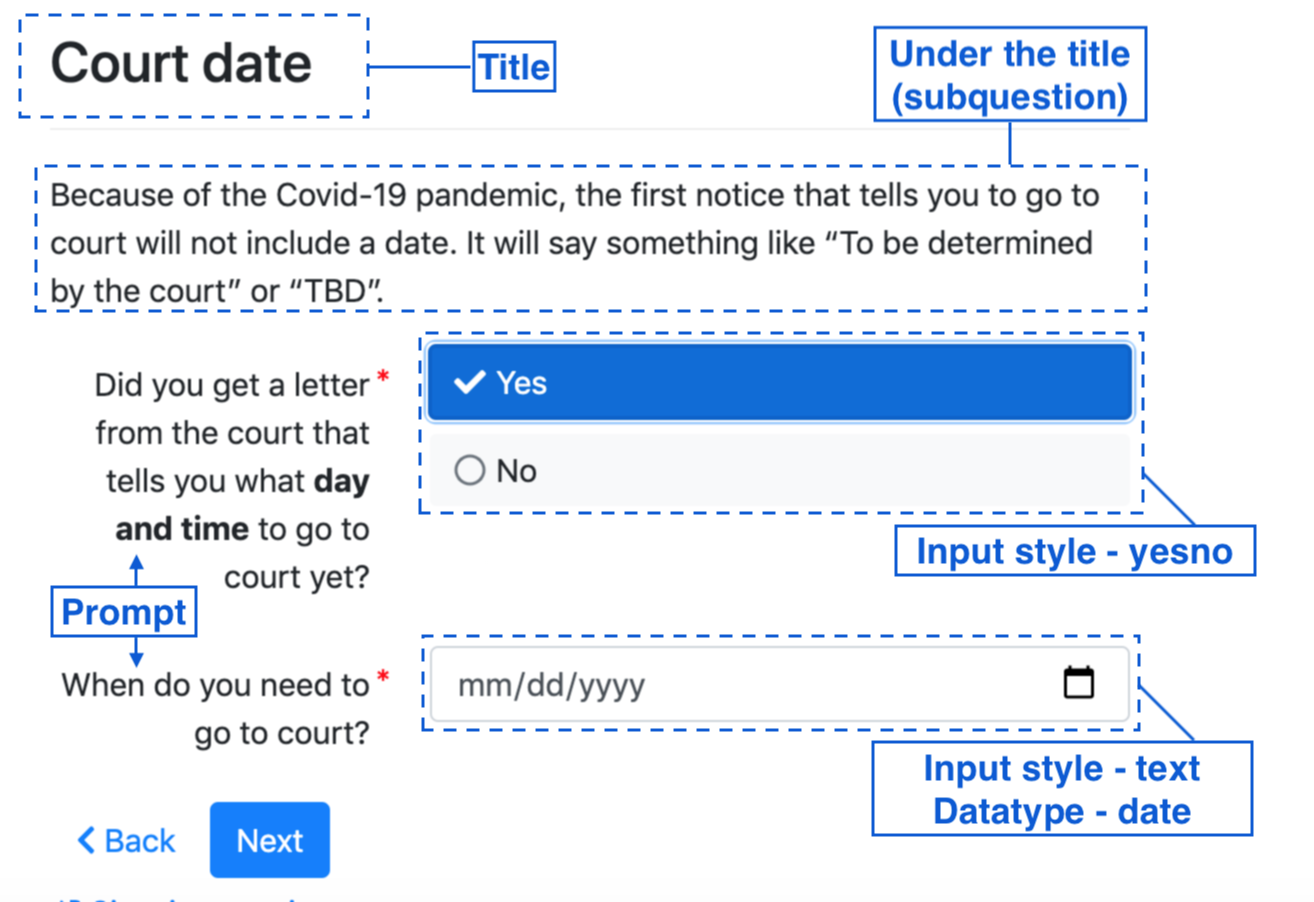 Court date
Title
Under the title
(subquestion)
Because of the Covid-19 pandemic, the first notice that tells you to go to
court will not include a date. It will say something like “To be determined
by the court” or “TBD”.
Did you get a letter *
from the court that
tells you what day
and time to go to
court yet?
Yes
No
Input style - yesno
Prompt
When do you need to *
go to court?
mm/dd/yyyy
Input style - text
Datatype - date
Back
Next